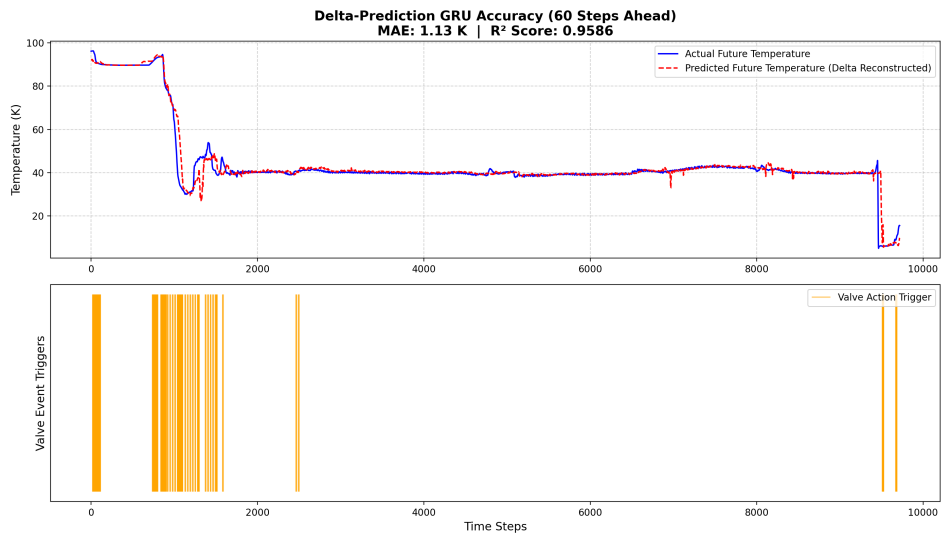 Delta-Prediction GRU Accuracy (60 Steps Ahead)
MAE: 1.13 K | R² Score: 0.9586
Temperature (K)
100
80
60
40
20
Actual Future Temperature
Predicted Future Temperature (Delta Reconstructed)
0 2000 4000 6000 8000 10000
Valve Event Triggers
Valve Action Trigger
0 2000 4000 6000 8000 10000
Time Steps